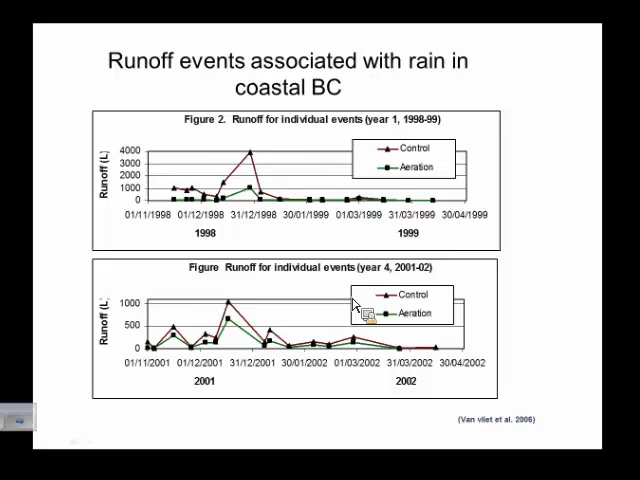 Runoff events associated with rain in
coastal BC
Figure 2. Runoff for individual events (year 1, 1998-99)
Runoff (L)
4000
3000
2000
1000
0
Control
Aeration
01/11/1998 01/12/1998 31/12/1998 30/01/1999 01/03/1999 31/03/1999 30/04/1999
1998 1999
Figure Runoff for individual events (year 4, 2001-02)
Runoff (L)
1000
500
0
Control
Aeration
01/11/2001 01/12/2001 31/12/2001 30/01/2002 01/03/2002 31/03/2002 30/04/2002
2001 2002
(Van vliet et al. 2006)